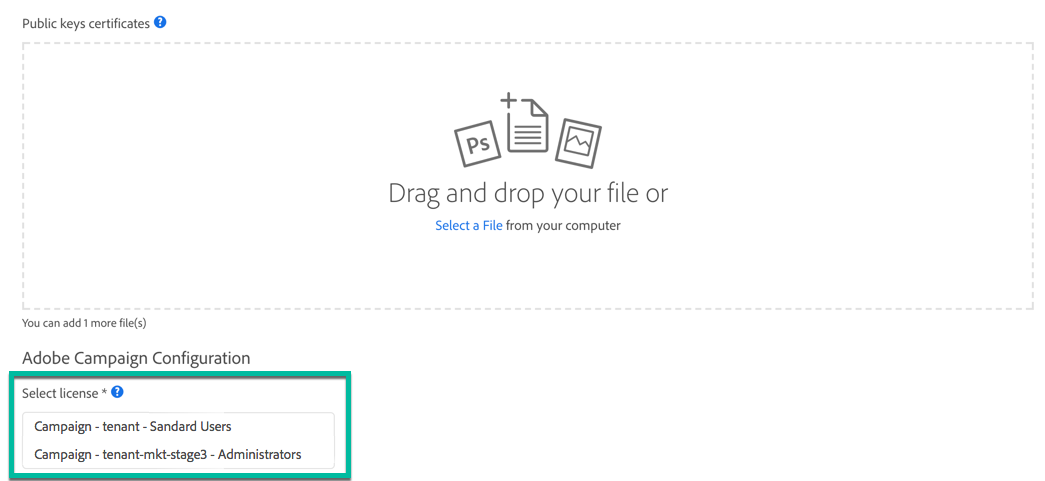 Public keys certificates ?
Ps
Drag and drop your file or
Select a File from your computer
You can add 1 more file(s)
Adobe Campaign Configuration
Select license * ?
Campaign - tenant - Sandard Users
Campaign - tenant-mkt-stage3 - Administrators